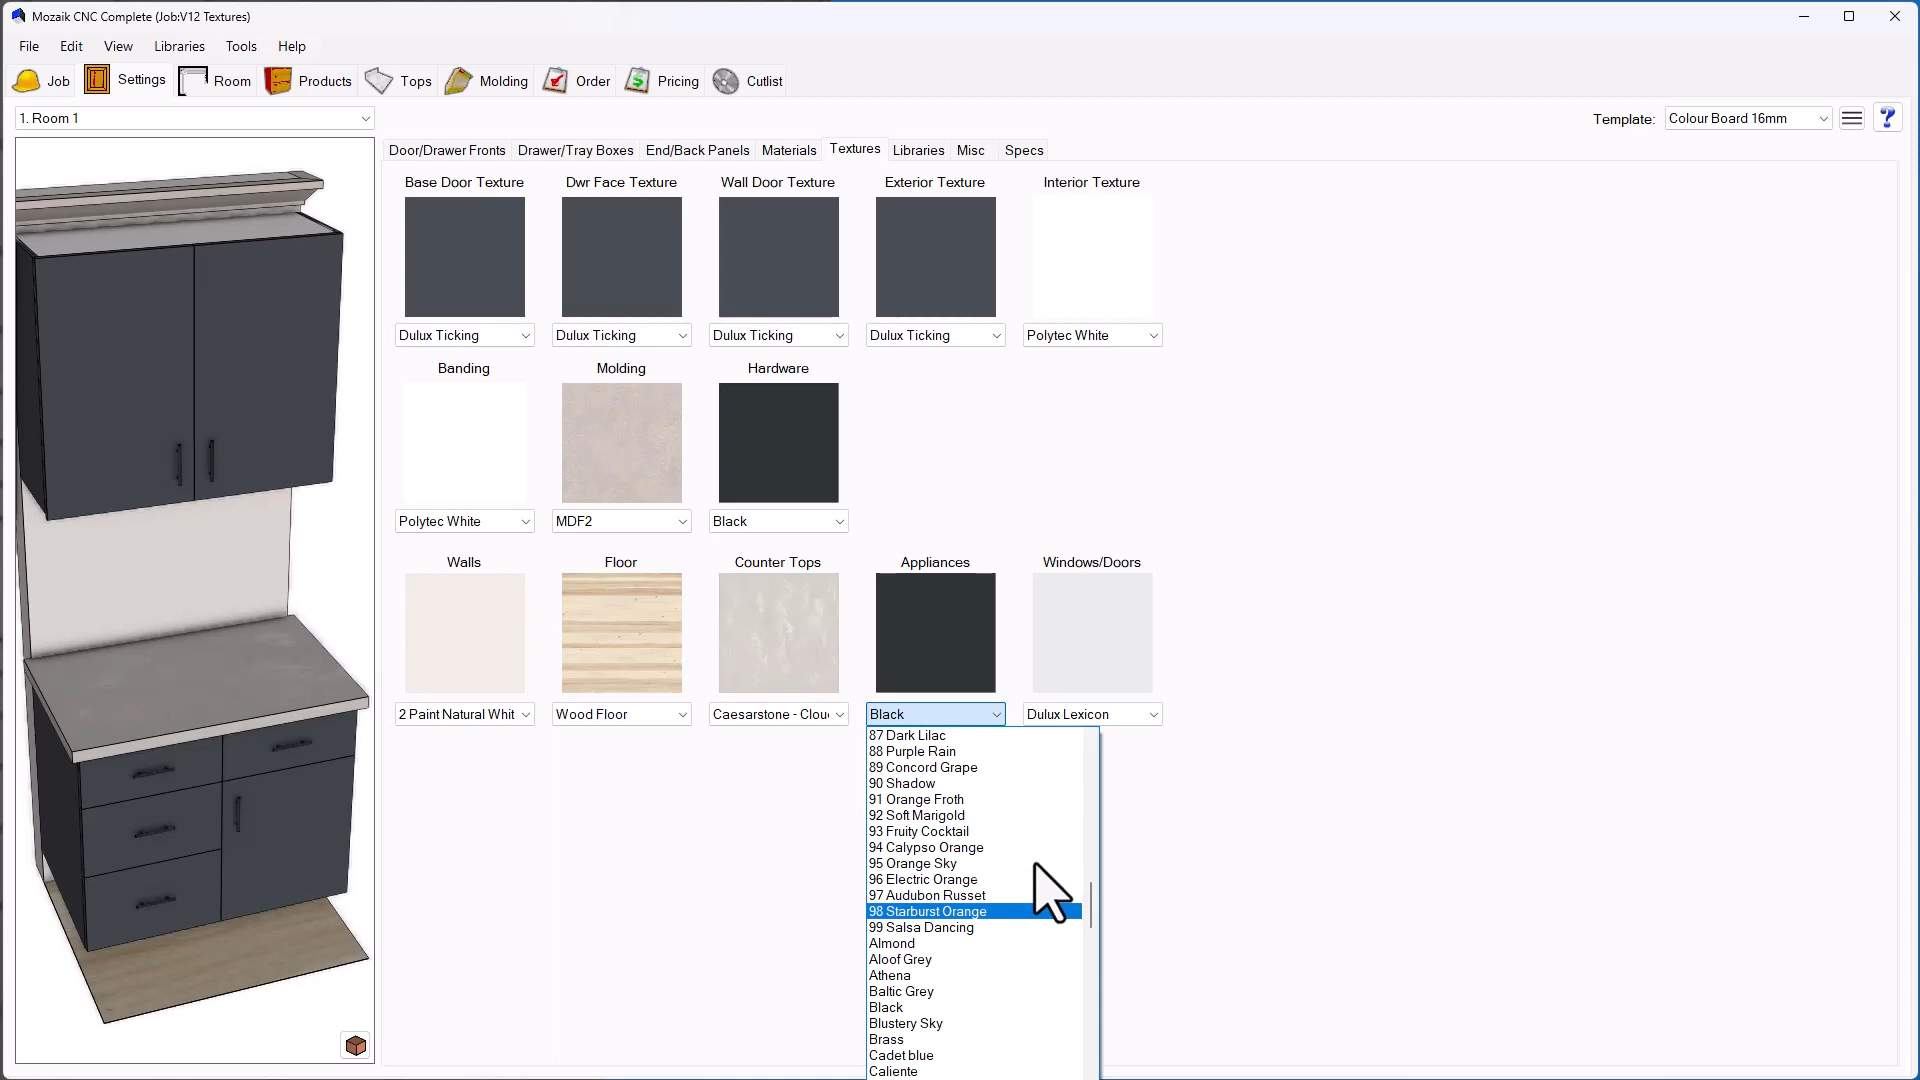 Mozaik CNC Complete (Job:V12 Textures)
File Edit View Libraries Tools Help
Job Settings Room Products Tops Molding Order Pricing Cutlist
1. Room 1
Template: Colour Board 16mm
Door/Drawer Fronts Drawer/Tray Boxes End/Back Panels Materials Textures Libraries Misc Specs
Base Door Texture Dwr Face Texture Wall Door Texture Exterior Texture Interior Texture
Dulux Ticking Dulux Ticking Dulux Ticking Dulux Ticking Polytec White
Banding Molding Hardware
Polytec White MDF2 Black
Walls Floor Counter Tops Appliances Windows/Doors
2 Paint Natural Whit Wood Floor Caesarstone - Clou Black Dulux Lexicon
87 Dark Lilac
88 Purple Rain
89 Concord Grape
90 Shadow
91 Orange Froth
92 Soft Marigold
93 Fruity Cocktail
94 Calypso Orange
95 Orange Sky
96 Electric Orange
97 Audubon Russet
98 Starburst Orange
99 Salsa Dancing
Almond
Aloof Grey
Athena
Baltic Grey
Black
Blustery Sky
Brass
Cadet blue
Caliente